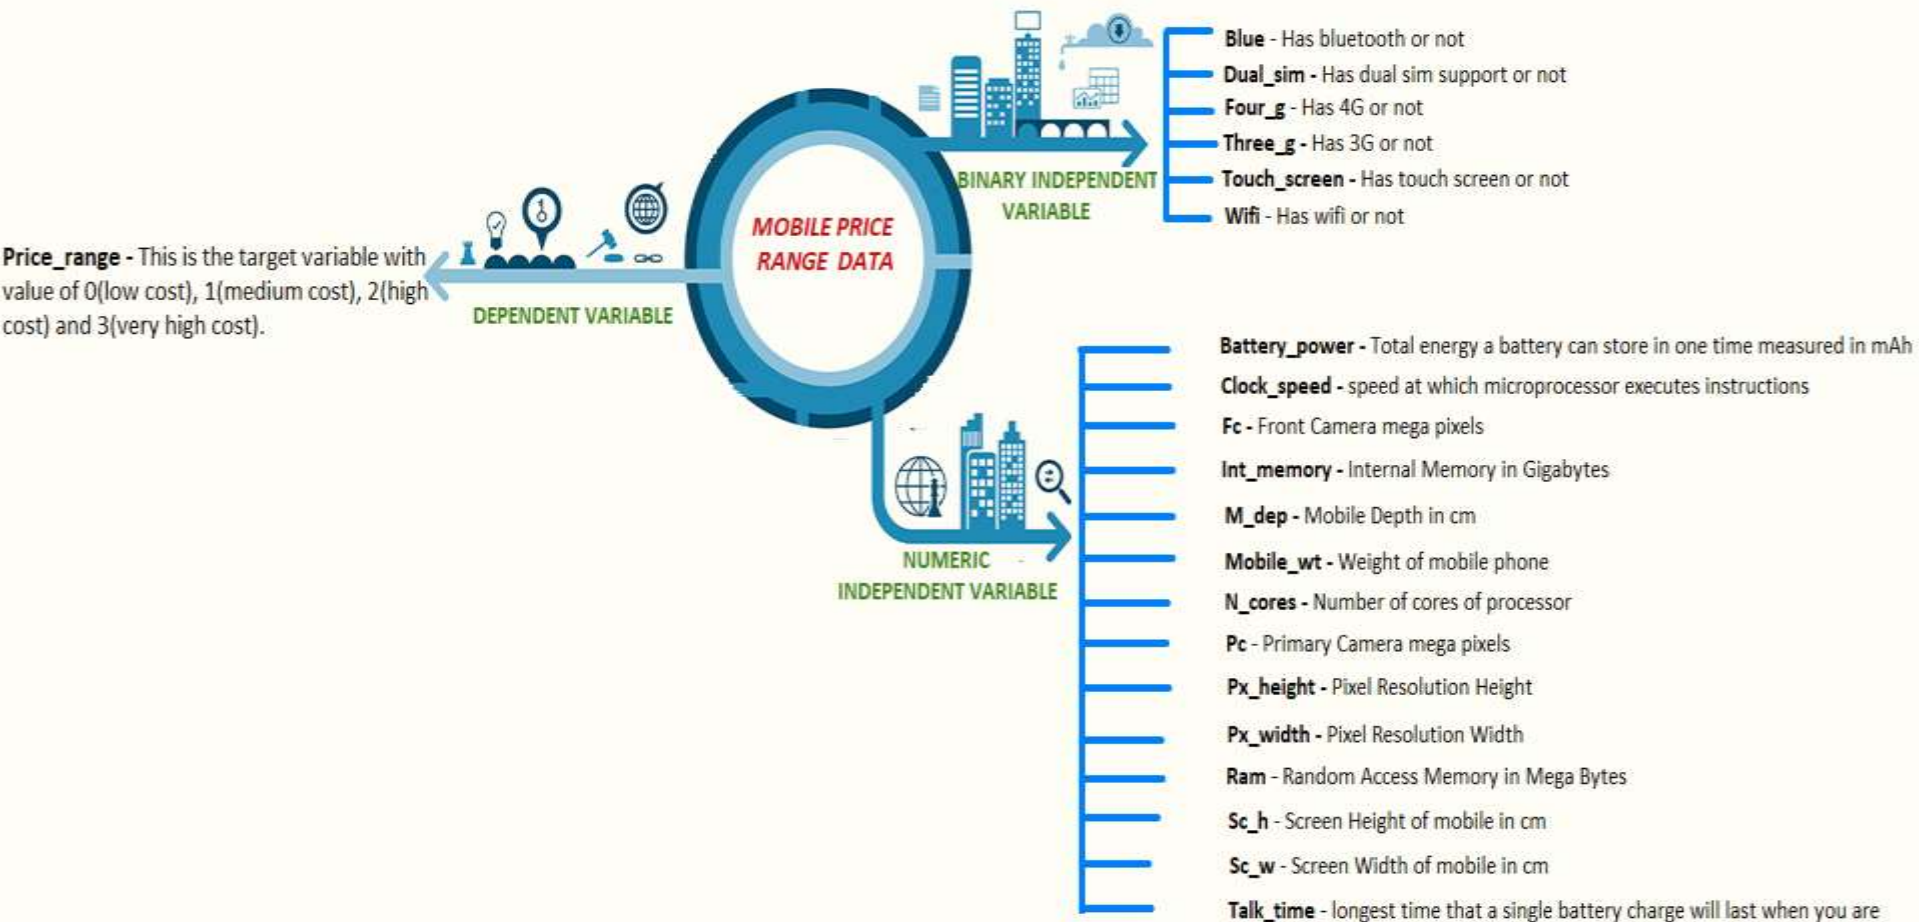 Blue - Has bluetooth or not
Dual_sim - Has dual sim support or not
Four_g - Has 4G or not
Three_g - Has 3G or not
Touch_screen - Has touch screen or not
Wifi - Has wifi or not
BINARY INDEPENDENT
VARIABLE
MOBILE PRICE
RANGE DATA
Price_range - This is the target variable with
value of 0(low cost), 1(medium cost), 2(high
cost) and 3(very high cost).
DEPENDENT VARIABLE
NUMERIC
INDEPENDENT VARIABLE
Battery_power - Total energy a battery can store in one time measured in mAh
Clock_speed - speed at which microprocessor executes instructions
Fc - Front Camera mega pixels
Int_memory - Internal Memory in Gigabytes
M_dep - Mobile Depth in cm
Mobile_wt - Weight of mobile phone
N_cores - Number of cores of processor
Pc - Primary Camera mega pixels
Px_height - Pixel Resolution Height
Px_width - Pixel Resolution Width
Ram - Random Access Memory in Mega Bytes
Sc_h - Screen Height of mobile in cm
Sc_w - Screen Width of mobile in cm
Talk_time - longest time that a single battery charge will last when you are